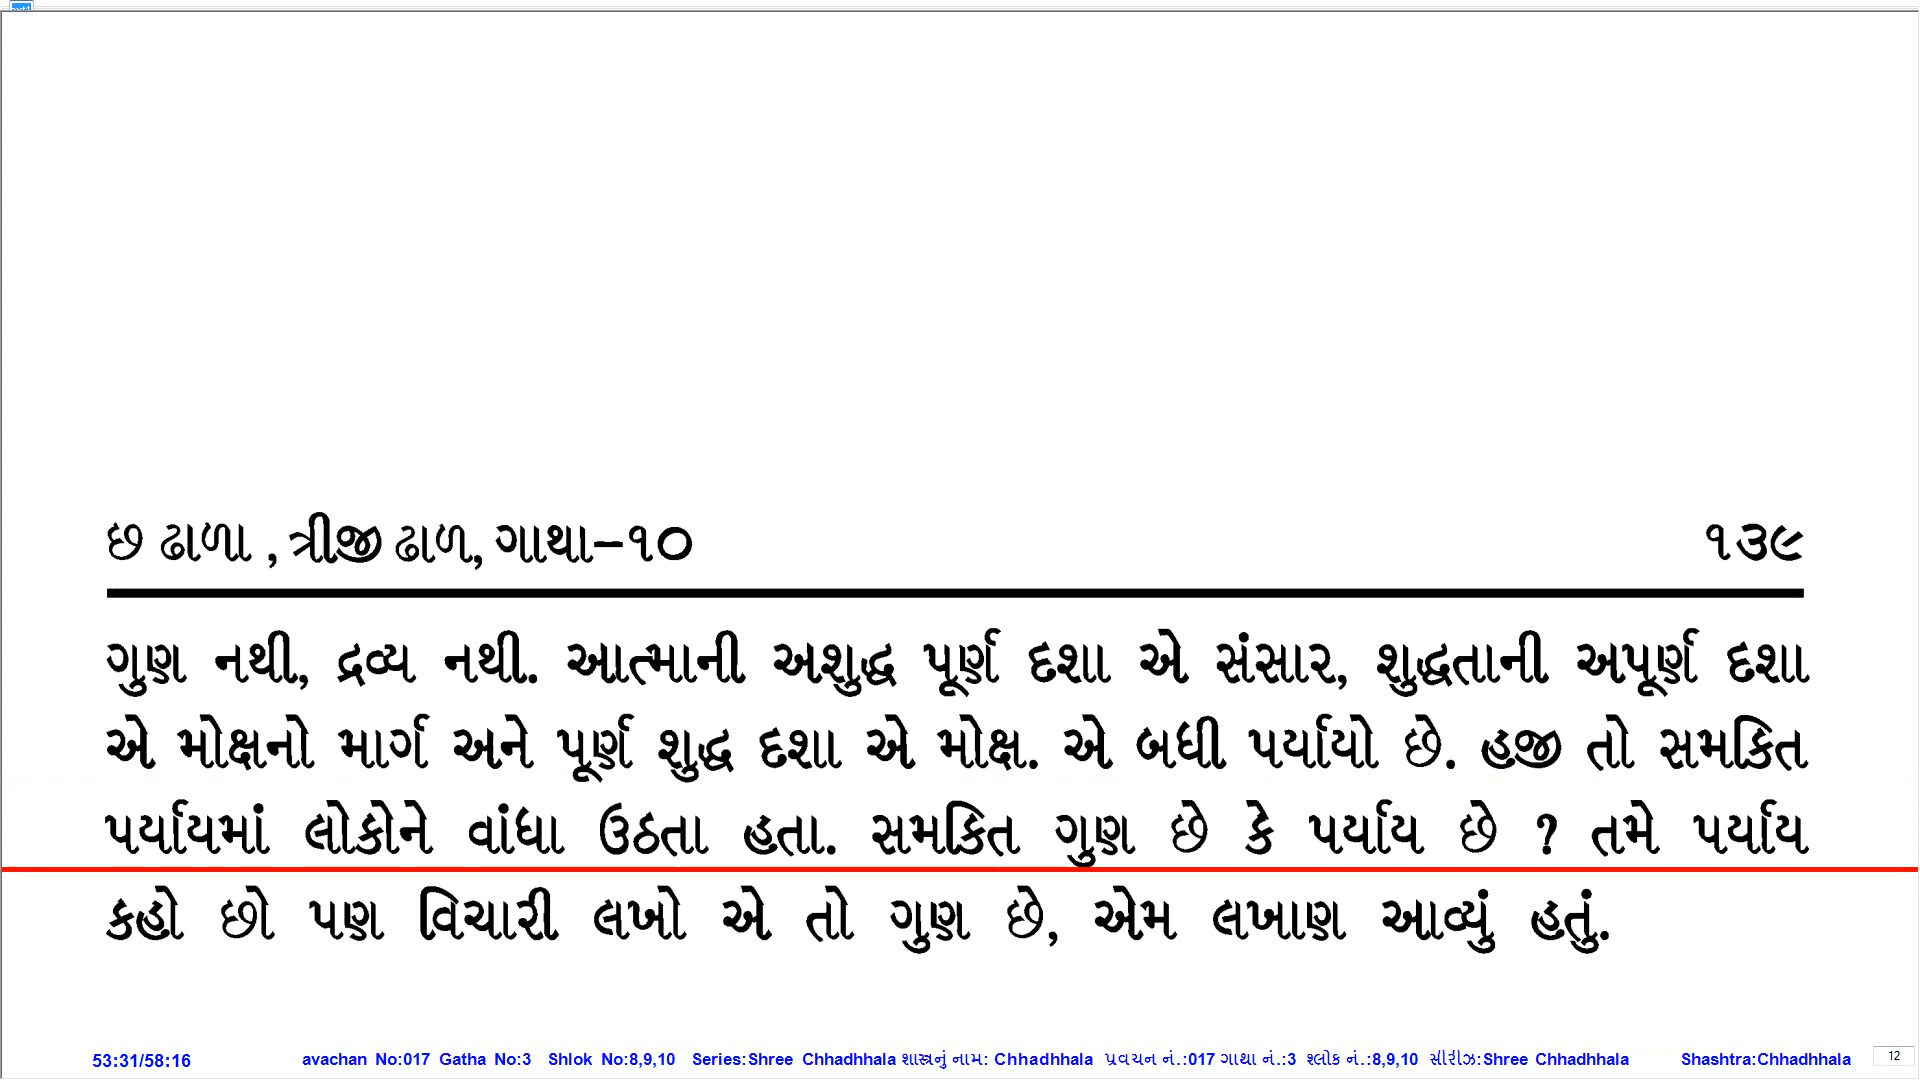 છ ઢાળા , ત્રીજી ઢાળ, ગાથા–૧૦ ૧૩૯
ગુણ નથી, દ્રવ્ય નથી. આત્માની અશુદ્ધ પૂર્ણ દશા એ સંસાર, શુદ્ધતાની અપૂર્ણ દશા
એ મોક્ષનો માર્ગ અને પૂર્ણ શુદ્ધ દશા એ મોક્ષ. એ બધી પર્યાયો છે. હજી તો સમકિત
પર્યાયમાં લોકોને વાંધા ઉઠતા હતા. સમકિત ગુણ છે કે પર્યાય છે ? તમે પર્યાય
કહો છો પણ વિચારી લખો એ તો ગુણ છે, એમ લખાણ આવ્યું હતું.
53:31/58:16 avachan No:017 Gatha No:3 Shlok No:8,9,10 Series:Shree Chhadhhala શાસ્ત્રનું નામ: Chhadhhala પ્રવચન નં.:017 ગાથા નં.:3 શ્લોક નં.:8,9,10 સીરીઝ:Shree Chhadhhala Shashtra:Chhadhhala 12